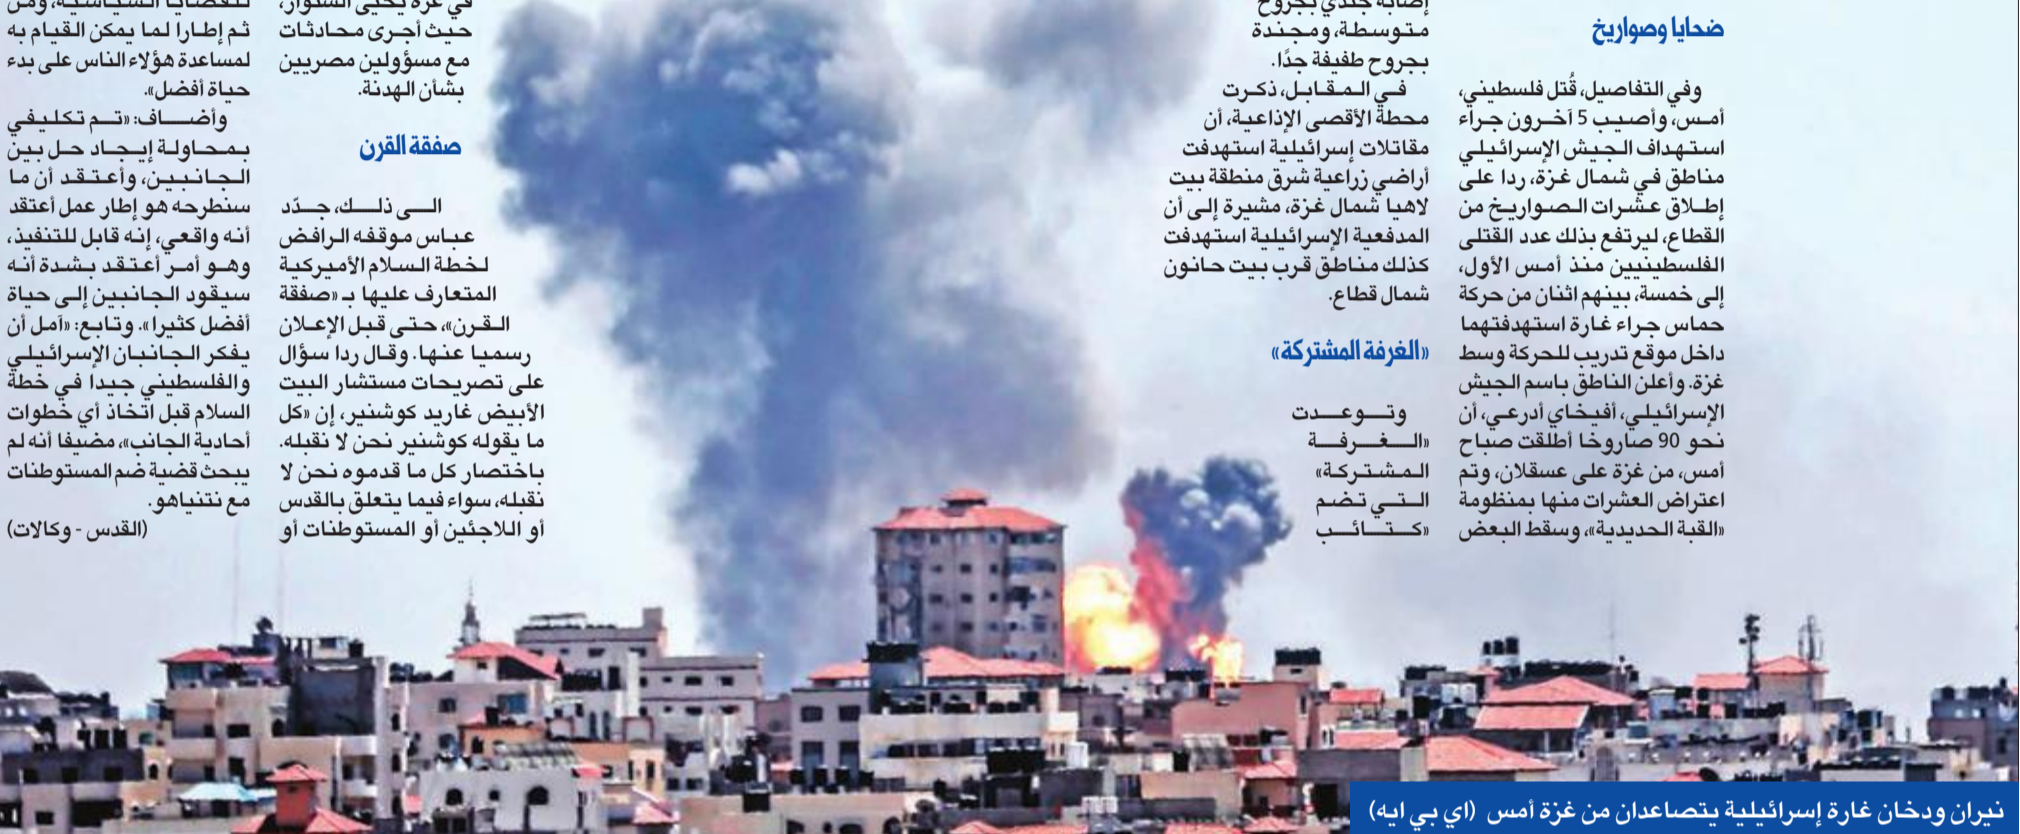 ضحايا وصواريخ
وفي التفاصيل، قُتل فلسطيني،
أمس، وأصيب 5 آخرون جراء
استهداف الجيش الإسرائيلي
مناطق في شمال غزة، ردا على
إطلاق عشرات الصواريخ من
القطاع، ليرتفع بذلك عدد القتلى
الفلسطينيين منذ أمس الأول،
إلى خمسة، بينهم اثنان من حركة
حماس جراء غارة استهدفتهما
داخل موقع تدريب للحركة وسط
غزة. وأعلن الناطق باسم الجيش
الإسرائيلي، أفيخاي أدرعي، أن
نحو 90 صاروخا أطلقت صباح
أمس، من غزة على عسقلان، وتم
اعتراض العشرات منها بمنظومة
«القبة الحديدية»، وسقط البعض
إصابة جندي بجروح
متوسطة، ومجندة
بجروح طفيفة جدًا.
في المقابل، ذكرت
محطة الأقصى الإذاعية، أن
مقاتلات إسرائيلية استهدفت
أراضي زراعية شرق منطقة بيت
لاهيا شمال غزة، مشيرة إلى أن
المدفعية الإسرائيلية استهدفت
كذلك مناطق قرب بيت حانون
شمال قطاع.
«الغرفة المشتركة»
وتوعدت
«الغرفة
المشتركة»
التي تضم
«كتائب
في غزة يحيى السنوار،
حيث أجرى محادثات
مع مسؤولين مصريين
بشأن الهدنة.
صفقة القرن
الى ذلك، جدّد
عباس موقفه الرافض
لخطة السلام الأميركية
المتعارف عليها بـ «صفقة
القرن»، حتى قبل الإعلان
رسميا عنها. وقال ردا سؤال
على تصريحات مستشار البيت
الأبيض غاريد كوشنير، إن «كل
ما يقوله كوشنير نحن لا نقبله.
باختصار كل ما قدموه نحن لا
نقبله، سواء فيما يتعلق بالقدس
أو اللاجئين أو المستوطنات أو
للقضايا السياسية، ومن
ثم إطارا لما يمكن القيام به
لمساعدة هؤلاء الناس على بدء
حياة أفضل».
وأضاف: «تم تكليفي
بمحاولة إيجاد حل بين
الجانبين، وأعتقد أن ما
سنطرحه هو إطار عمل أعتقد
أنه واقعي، إنه قابل للتنفيذ،
وهو أمر أعتقد بشدة أنه
سيقود الجانبين إلى حياة
أفضل كثيرا». وتابع: «آمل أن
يفكر الجانبان الإسرائيلي
والفلسطيني جيدا في خطة
السلام قبل اتخاذ أي خطوات
أحادية الجانب»، مضيفا أنه لم
يبحث قضية ضم المستوطنات
مع نتنياهو.
(القدس - وكالات)
نيران ودخان غارة إسرائيلية يتصاعدان من غزة أمس (اي بي ايه)